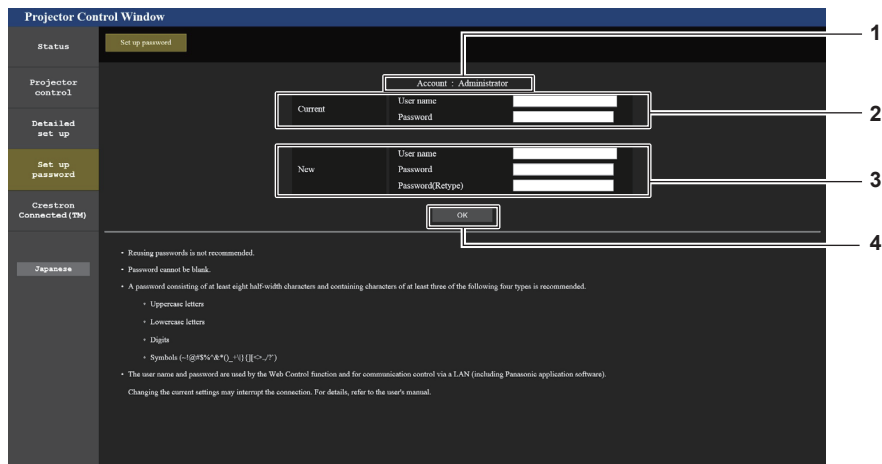 Projector Control Window
Status
Projector
control
Detailed
set up
Set up
password
Crestron
Connected(TM)
Japanese
Set up password
1
Account : Administrator
Current
User name
Password
2
New
User name
Password
Password(Retype)
3
OK
4
• Reusing passwords is not recommended.
• Password cannot be blank.
• A password consisting of at least eight half-width characters and containing characters of at least three of the following four types is recommended.
• Uppercase letters
• Lowercase letters
• Digits
• Symbols (~!@#$%^&*()_+\|{}[]<>.,/?`)
• The user name and password are used by the Web Control function and for communication control via a LAN (including Panasonic application software).
Changing the current settings may interrupt the connection. For details, refer to the user's manual.